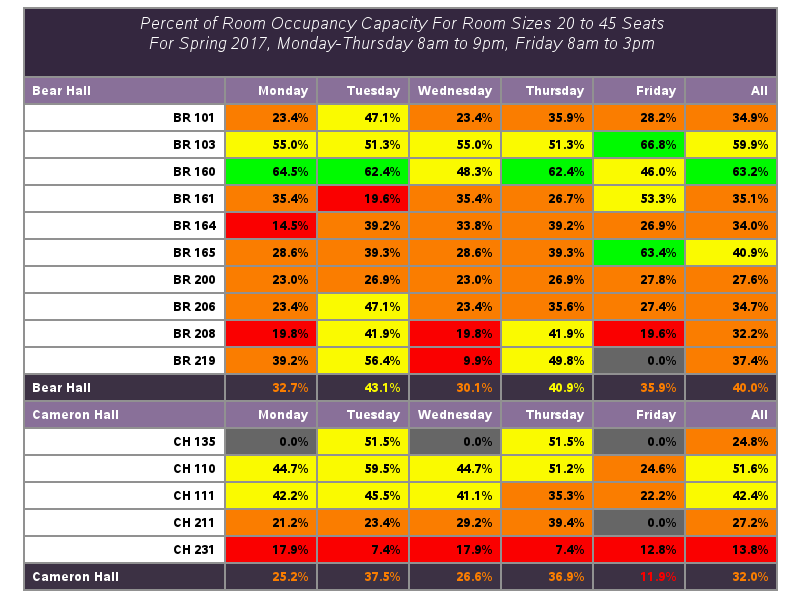 Percent of Room Occupancy Capacity For Room Sizes 20 to 45 Seats
For Spring 2017, Monday-Thursday 8am to 9pm, Friday 8am to 3pm
Bear Hall Monday Tuesday Wednesday Thursday Friday All
BR 101 23.4% 47.1% 23.4% 35.9% 28.2% 34.9%
BR 103 55.0% 51.3% 55.0% 51.3% 66.8% 59.9%
BR 160 64.5% 62.4% 48.3% 62.4% 46.0% 63.2%
BR 161 35.4% 19.6% 35.4% 26.7% 53.3% 35.1%
BR 164 14.5% 39.2% 33.8% 39.2% 26.9% 34.0%
BR 165 28.6% 39.3% 28.6% 39.3% 63.4% 40.9%
BR 200 23.0% 26.9% 23.0% 26.9% 27.8% 27.6%
BR 206 23.4% 47.1% 23.4% 35.6% 27.4% 34.7%
BR 208 19.8% 41.9% 19.8% 41.9% 19.6% 32.2%
BR 219 39.2% 56.4% 9.9% 49.8% 0.0% 37.4%
Bear Hall 32.7% 43.1% 30.1% 40.9% 35.9% 40.0%
Cameron Hall Monday Tuesday Wednesday Thursday Friday All
CH 135 0.0% 51.5% 0.0% 51.5% 0.0% 24.8%
CH 110 44.7% 59.5% 44.7% 51.2% 24.6% 51.6%
CH 111 42.2% 45.5% 41.1% 35.3% 22.2% 42.4%
CH 211 21.2% 23.4% 29.2% 39.4% 0.0% 27.2%
CH 231 17.9% 7.4% 17.9% 7.4% 12.8% 13.8%
Cameron Hall 25.2% 37.5% 26.6% 36.9% 11.9% 32.0%